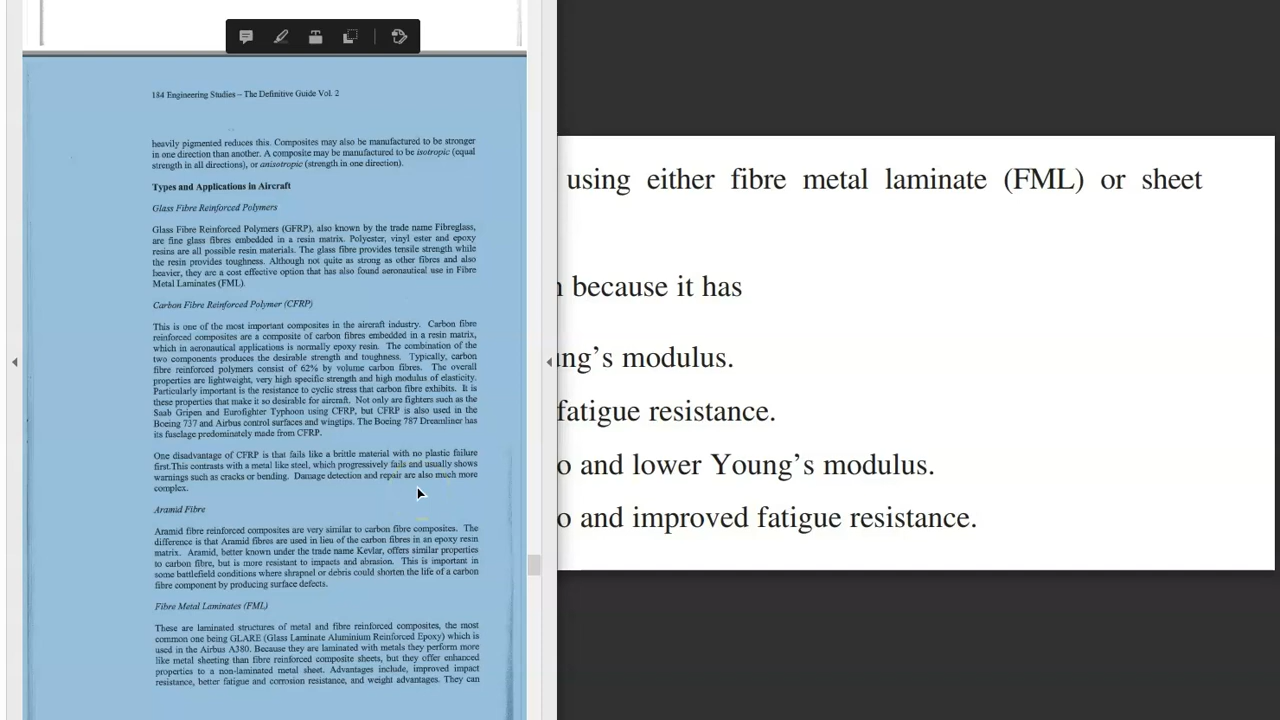 184 Engineering Studies – The Definitive Guide Vol. 2
heavily pigmented reduces this. Composites may also be manufactured to be stronger
in one direction than another. A composite may be manufactured to be isotropic (equal
strength in all directions), or anisotropic (strength in one direction).
Types and Applications in Aircraft
Glass Fibre Reinforced Polymers
Glass Fibre Reinforced Polymers (GFRP), also known by the trade name Fibreglass,
are fine glass fibres embedded in a resin matrix. Polyester, vinyl ester and epoxy
resins are all possible resin materials. The glass fibre provides tensile strength while
the resin provides toughness. Although not quite as strong as other fibres and also
heavier, they are a cost effective option that has also found aeronautical use in Fibre
Metal Laminates (FML).
Carbon Fibre Reinforced Polymer (CFRP)
This is one of the most important composites in the aircraft industry. Carbon fibre
reinforced composites are a composite of carbon fibres embedded in a resin matrix,
which in aeronautical applications is normally epoxy resin. The combination of the
two components produces the desirable strength and toughness. Typically, carbon
fibre reinforced polymers consist of 62% by volume carbon fibres. The overall
properties are lightweight, very high specific strength and high modulus of elasticity.
Particularly important is the resistance to cyclic stress that carbon fibre exhibits. It is
these properties that make it so desirable for aircraft. Not only are fighters such as the
Saab Gripen and Eurofighter Typhoon using CFRP, but CFRP is also used in the
Boeing 737 and Airbus control surfaces and wingtips. The Boeing 787 Dreamliner has
its fuselage predominately made from CFRP.
One disadvantage of CFRP is that fails like a brittle material with no plastic failure
first.This contrasts with a metal like steel, which progressively fails and usually shows
warnings such as cracks or bending. Damage detection and repair are also much more
complex.
Aramid Fibre
Aramid fibre reinforced composites are very similar to carbon fibre composites. The
difference is that Aramid fibres are used in lieu of the carbon fibres in an epoxy resin
matrix. Aramid, better known under the trade name Kevlar, offers similar properties
to carbon fibre, but is more resistant to impacts and abrasion. This is important in
some battlefield conditions where shrapnel or debris could shorten the life of a carbon
fibre component by producing surface defects.
Fibre Metal Laminates (FML)
These are laminated structures of metal and fibre reinforced composites, the most
common one being GLARE (Glass Laminate Aluminium Reinforced Epoxy) which is
used in the Airbus A380. Because they are laminated with metals they perform more
like metal sheeting than fibre reinforced composite sheets, but they offer enhanced
properties to a non-laminated metal sheet. Advantages include, improved impact
resistance, better fatigue and corrosion resistance, and weight advantages. They can
using either fibre metal laminate (FML) or sheet
because it has
ng's modulus.
fatigue resistance.
o and lower Young's modulus.
o and improved fatigue resistance.